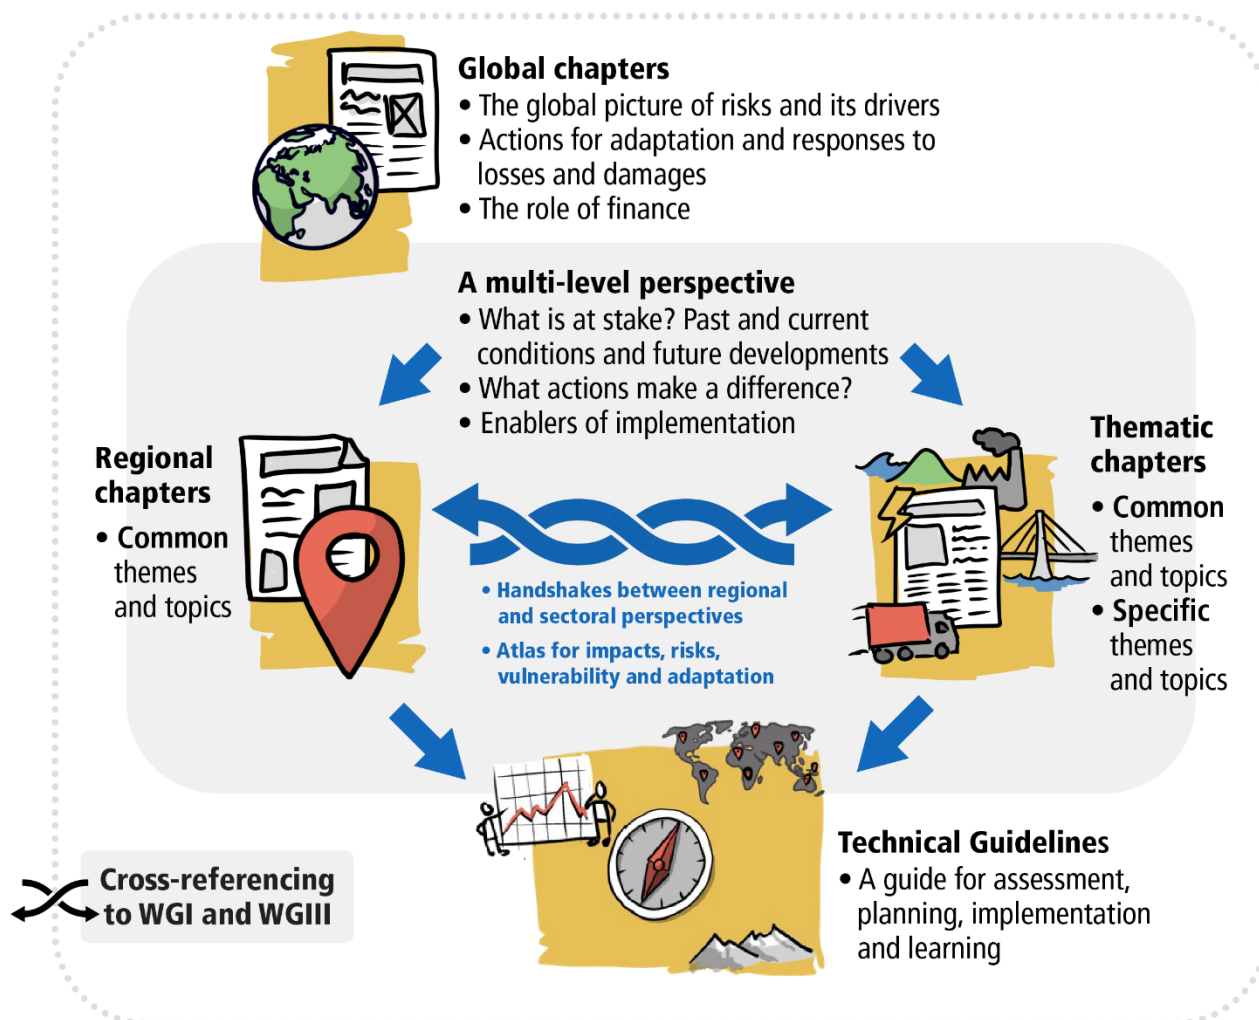 Global chapters
• The global picture of risks and its drivers
• Actions for adaptation and responses to
losses and damages
• The role of finance
A multi-level perspective
• What is at stake? Past and current
conditions and future developments
• What actions make a difference?
• Enablers of implementation
Regional
chapters
• Common
themes
and topics
Thematic
chapters
• Common
themes
and topics
• Specific
themes
and topics
• Handshakes between regional
and sectoral perspectives
• Atlas for impacts, risks,
vulnerability and adaptation
Technical Guidelines
• A guide for assessment,
planning, implementation
and learning
Cross-referencing
to WGI and WGIII